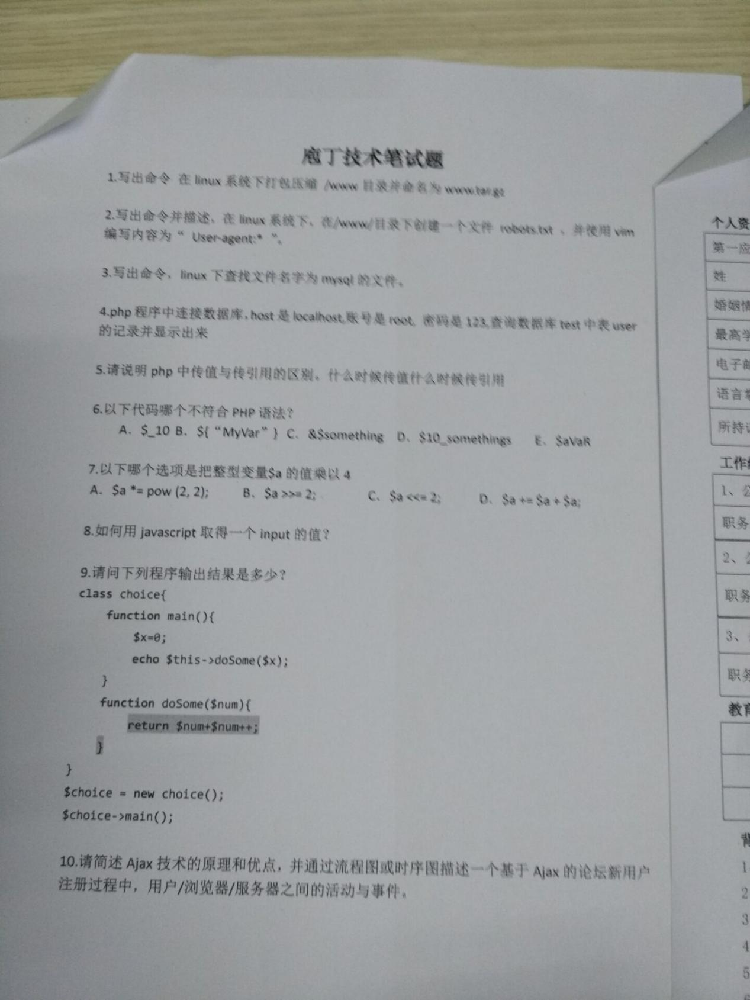 庖丁技术笔试题
1.写出命令 在 linux 系统下打包压缩 /www 目录并命名为 www.tar.gz
2.写出命令并描述，在 linux 系统下，在/www/目录下创建一个文件 robots.txt ，并使用 vim
编写内容为“ User-agent:* ”。
3.写出命令，linux 下查找文件名字为 mysql 的文件。
4.php 程序中连接数据库，host 是 localhost,账号是 root, 密码是 123,查询数据库 test 中表 user
的记录并显示出来
5.请说明 php 中传值与传引用的区别。什么时候传值什么时候传引用
6.以下代码哪个不符合 PHP 语法？
A. $_10 B. ${“MyVar”} C、&$something D、$10_somethings E、$aVaR
7.以下哪个选项是把整型变量$a 的值乘以 4
A. $a *= pow (2, 2); B、$a >>= 2; C、$a <<= 2; D、$a += $a + $a;
8.如何用 javascript 取得一个 input 的值？
9.请问下列程序输出结果是多少？
class choice{
function main(){
$x=0;
echo $this->doSome($x);
}
function doSome($num){
return $num+$num++;
}
}
$choice = new choice();
$choice->main();
10.请简述 Ajax 技术的原理和优点，并通过流程图或时序图描述一个基于 Ajax 的论坛新用户
注册过程中，用户/浏览器/服务器之间的活动与事件。
个人资
第一应
姓
婚姻情
最高学
电子邮
语言掌
所持
工作
1、公
职务
2、
职务
3、
职务
教育
背
1
2
3
4
5